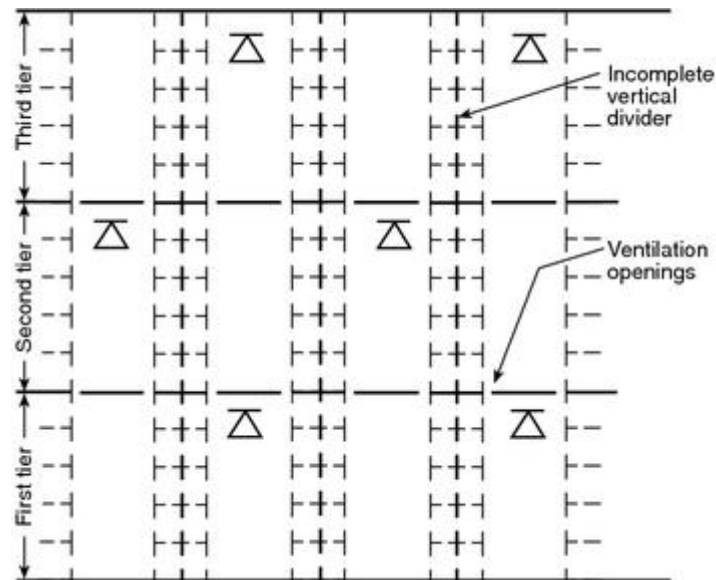 Third tier
Second tier
First tier
Incomplete
vertical
divider
Ventilation
openings